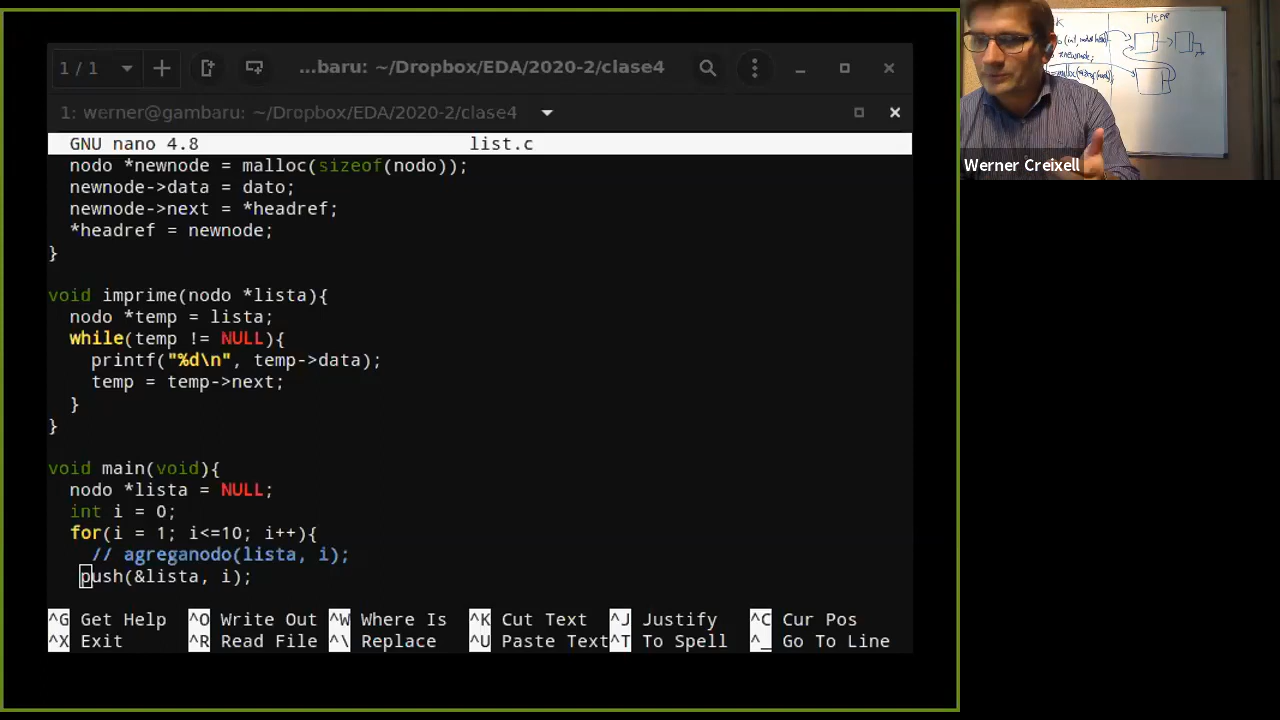 1 / 1
...baru: ~/Dropbox/EDA/2020-2/clase4
1: werner@gambaru: ~/Dropbox/EDA/2020-2/clase4
GNU nano 4.8 list.c
nodo *newnode = malloc(sizeof(nodo));
newnode->data = dato;
newnode->next = *headref;
*headref = newnode;
}
void imprime(nodo *lista){
nodo *temp = lista;
while(temp != NULL){
printf("%d\n", temp->data);
temp = temp->next;
}
}
void main(void){
nodo *lista = NULL;
int i = 0;
for(i = 1; i<=10; i++){
// agreganodo(lista, i);
push(&lista, i);
^G Get Help ^O Write Out ^W Where Is ^K Cut Text ^J Justify ^C Cur Pos
^X Exit ^R Read File ^\ Replace ^U Paste Text ^T To Spell ^_ Go To Line
HEAP
Werner Creixell